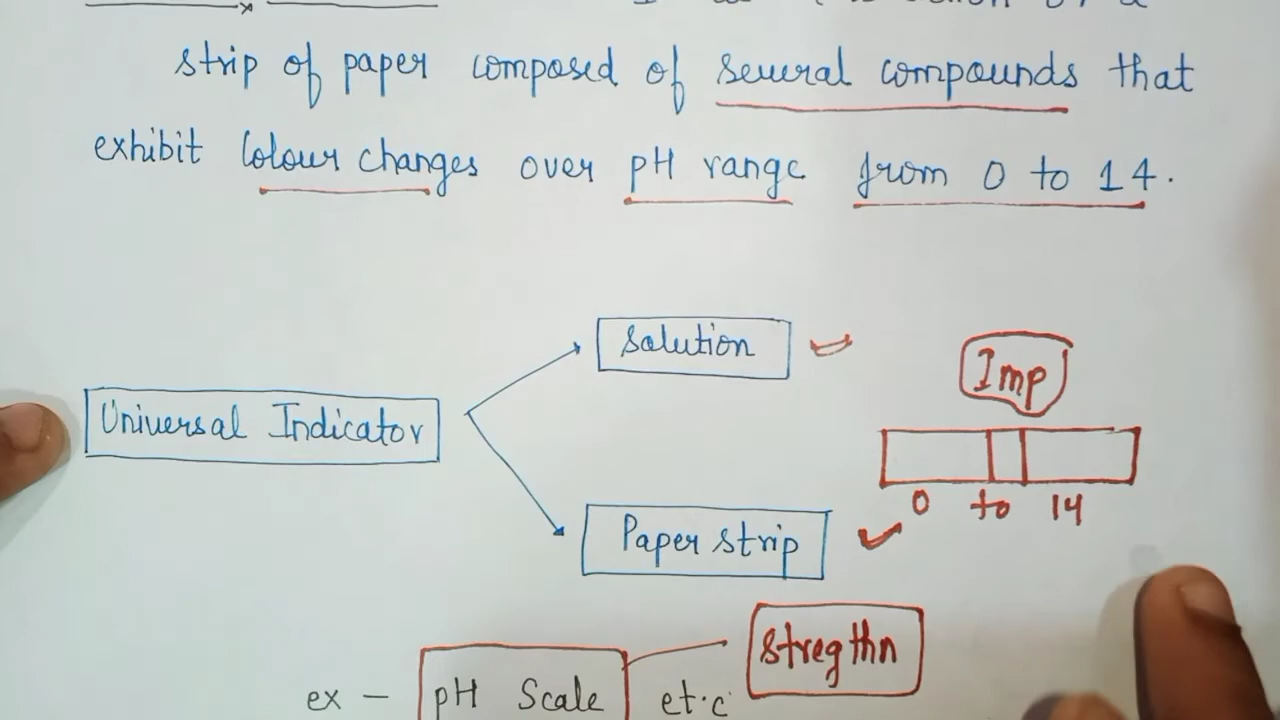 strip of paper composed of several compounds that
exhibit Colour changes over pH range from 0 to 14.
Solution
Imp
Universal Indicator
0 to 14
Paper strip
stregthn
ex – pH Scale et.c